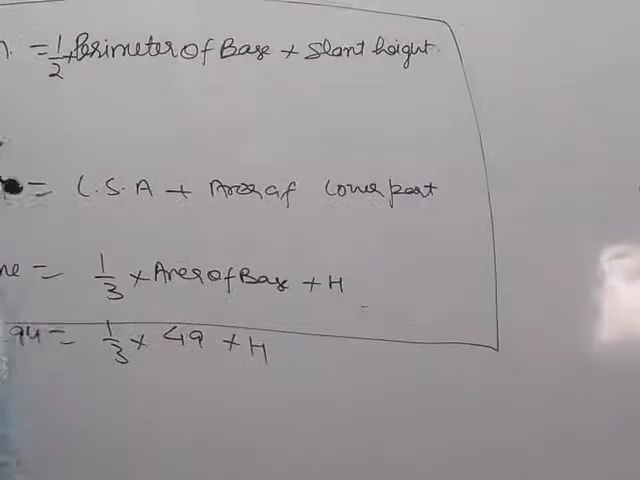 n. = 1/2 x Perimeter of Base x Slant height.
= C.S.A + Area of Lower part
ne = 1/3 x Area of Base x H
.94 = 1/3 x 49 x H